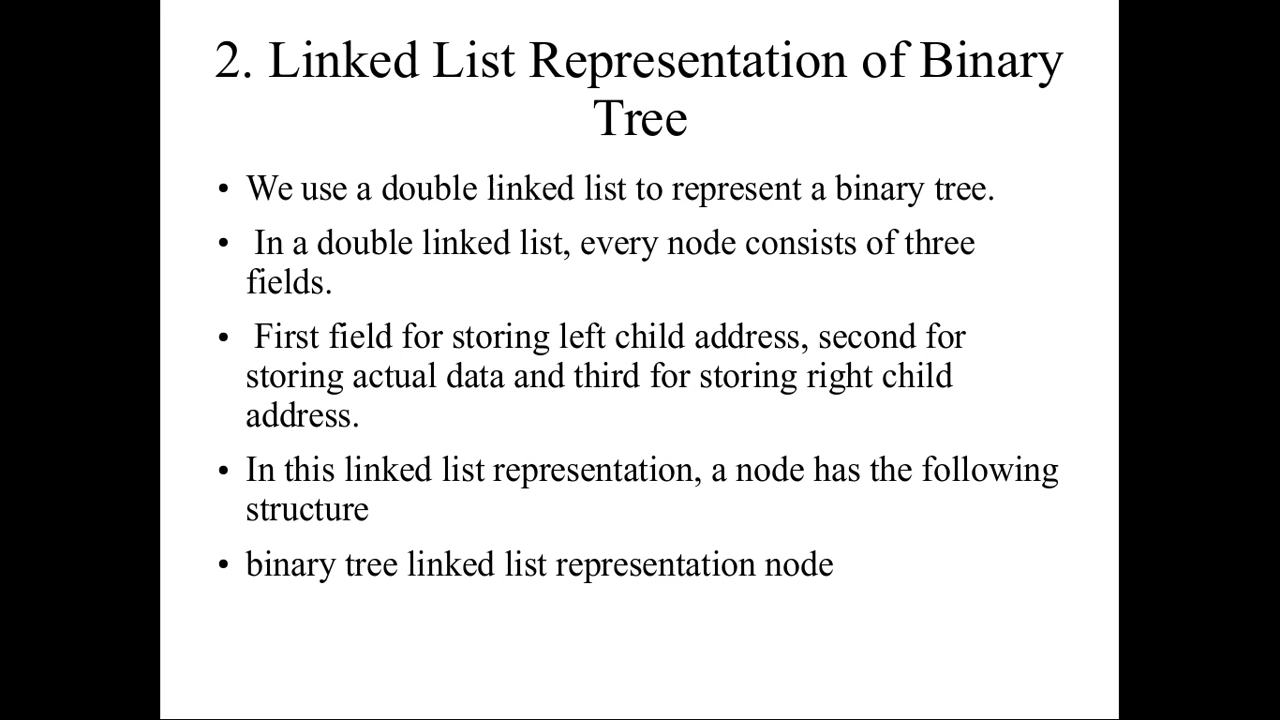 2. Linked List Representation of Binary
Tree
• We use a double linked list to represent a binary tree.
• In a double linked list, every node consists of three
fields.
• First field for storing left child address, second for
storing actual data and third for storing right child
address.
• In this linked list representation, a node has the following
structure
• binary tree linked list representation node